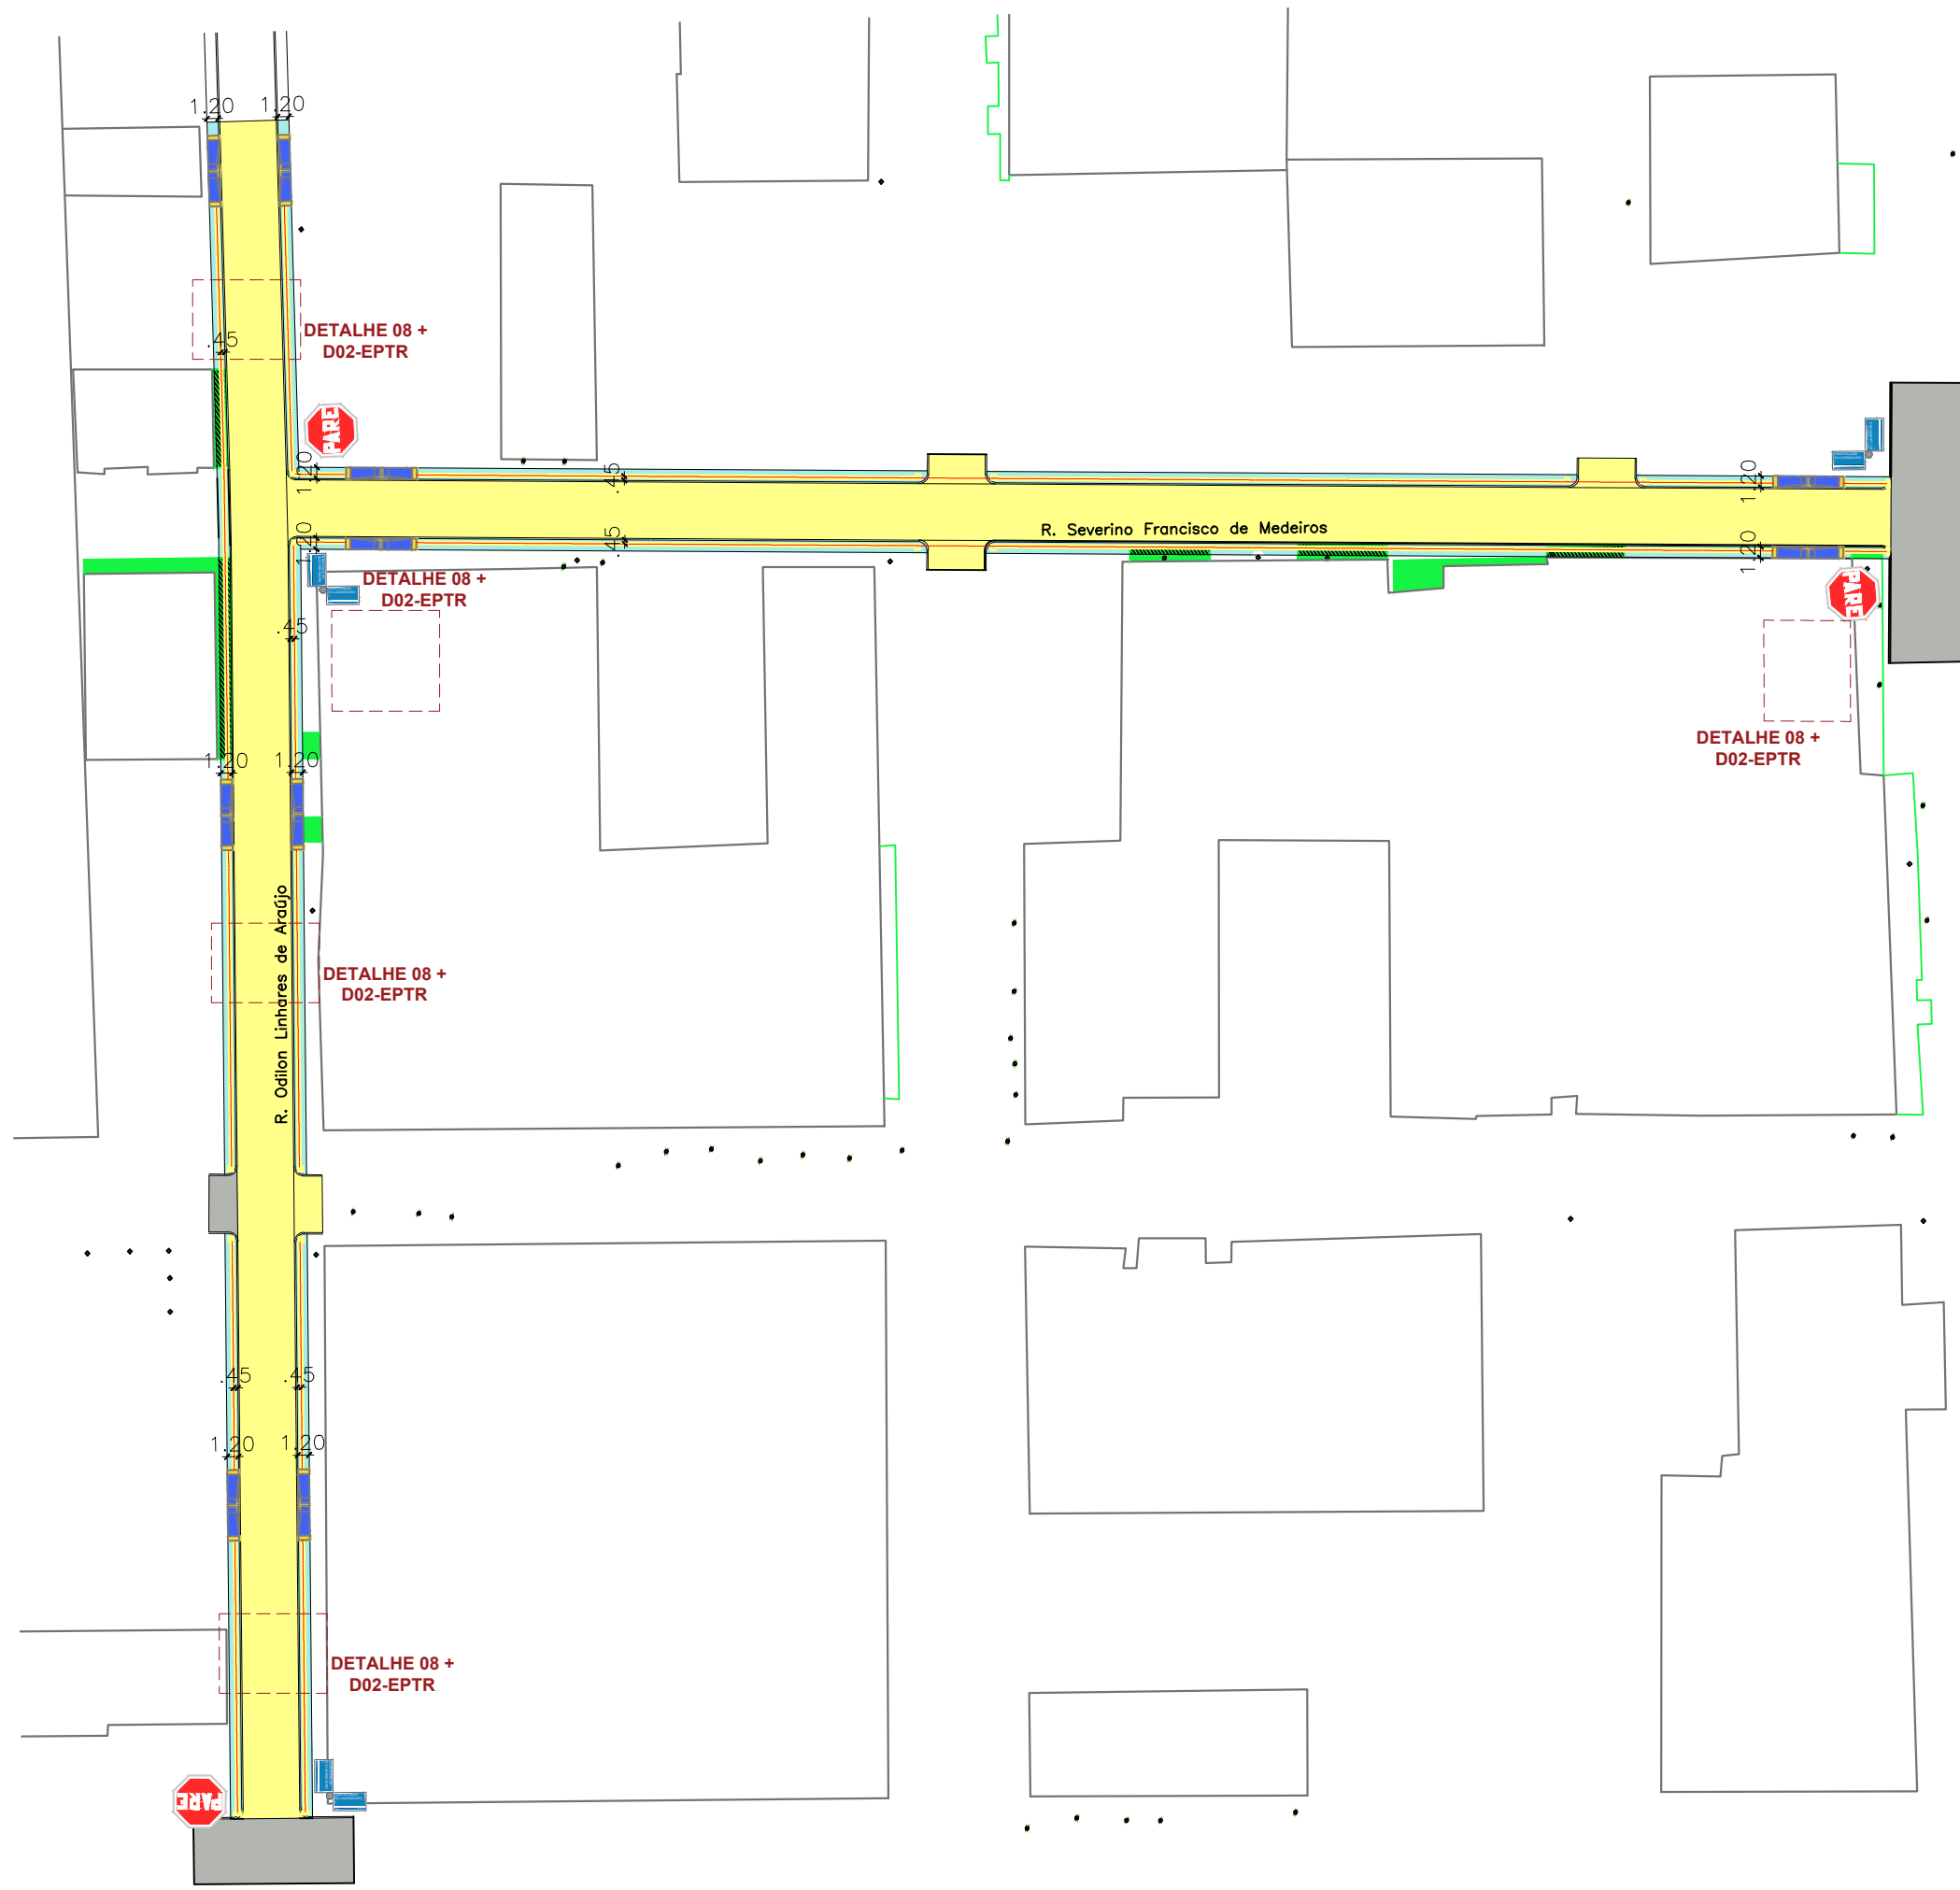 1.20
1.20
DETALHE 08 +
D02-EPTR
.45
PARE
1.20
.45
1.20
R. Severino Francisco de Medeiros
1.20
.45
1.20
DETALHE 08 +
D02-EPTR
PARE
.45
DETALHE 08 +
D02-EPTR
1.20
1.20
R. Odilon Linhares de Araújo
DETALHE 08 +
D02-EPTR
.45
.45
1.20
1.20
DETALHE 08 +
D02-EPTR
PARE